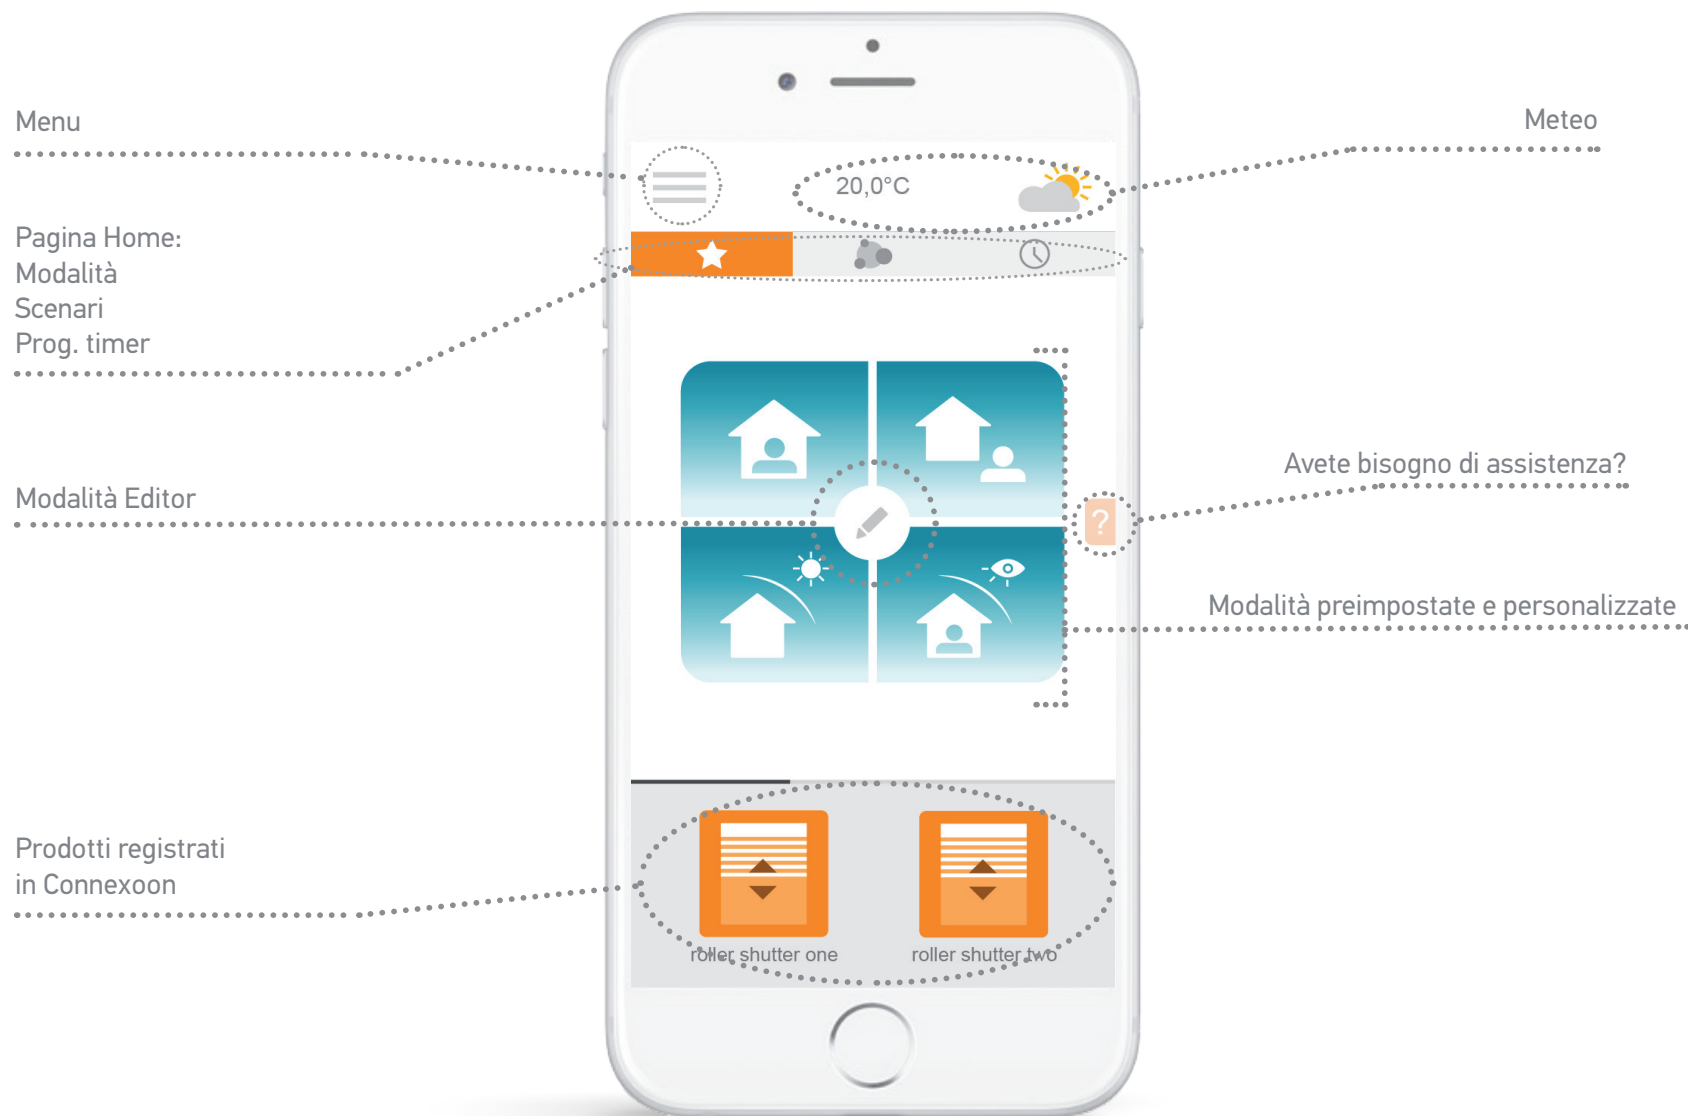 Menu
Meteo
20,0°C
Pagina Home:
Modalità
Scenari
Prog. timer
Avete bisogno di assistenza?
Modalità Editor
?
Modalità preimpostate e personalizzate
Prodotti registrati
in Connexoon
roller shutter one
roller shutter two